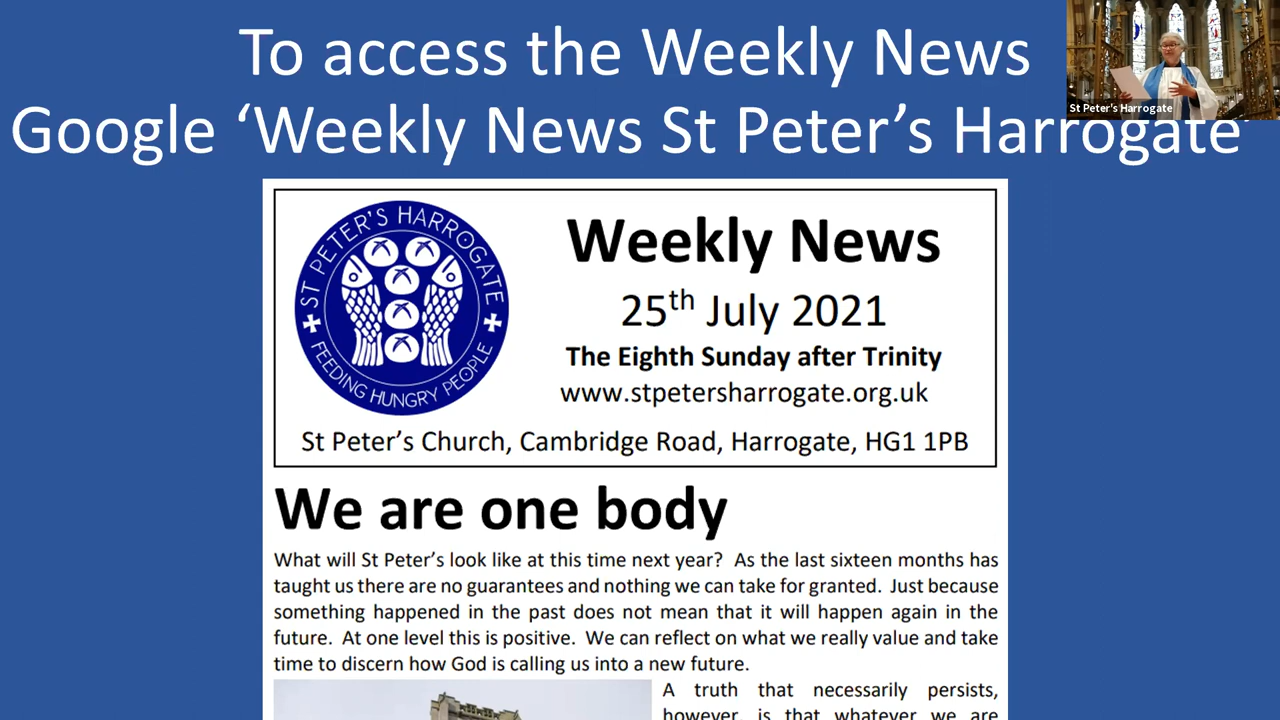 To access the Weekly News
Google ‘Weekly News St Peter’s Harrogate’
St Peter's Harrogate
ST PETER'S HARROGATE
FEEDING HUNGRY PEOPLE
Weekly News
25th July 2021
The Eighth Sunday after Trinity
www.stpetersharrogate.org.uk
St Peter’s Church, Cambridge Road, Harrogate, HG1 1PB
We are one body
What will St Peter’s look like at this time next year? As the last sixteen months has
taught us there are no guarantees and nothing we can take for granted. Just because
something happened in the past does not mean that it will happen again in the
future. At one level this is positive. We can reflect on what we really value and take
time to discern how God is calling us into a new future.
A truth that necessarily persists,
however, is that whatever we are